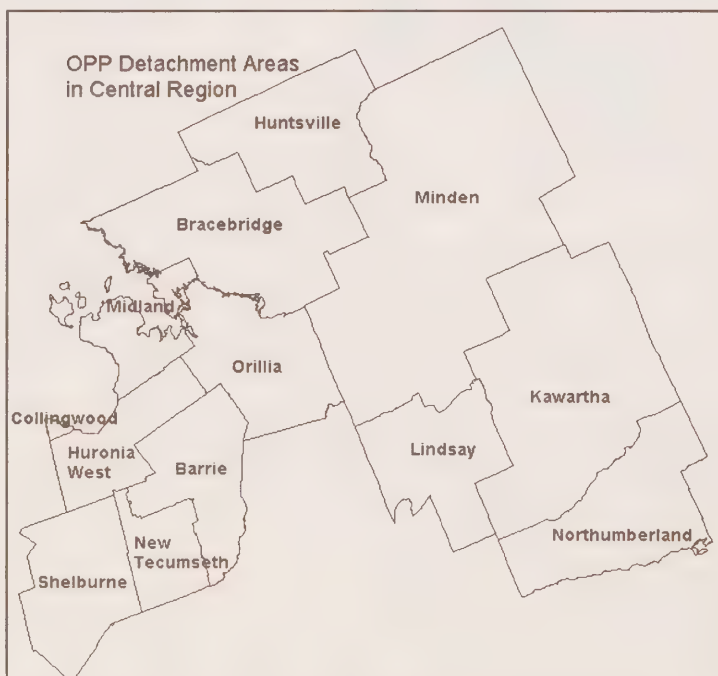 OPP Detachment Areas
in Central Region
Huntsville
Minden
Bracebridge
Midland
Orillia
Collingwood
Kawartha
Huronia
West
Barrie
Lindsay
New
Tecumseth
Northumberland
Shelburne